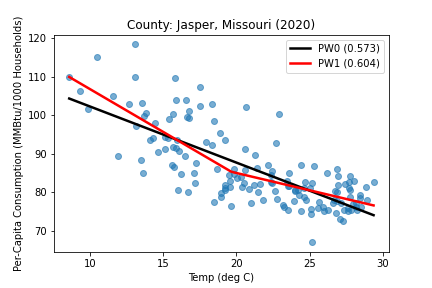 County: Jasper, Missouri (2020)
Per-Capita Consumption (MMBtu/1000 Households)
120
110
100
90
80
70
PW0 (0.573)
PW1 (0.604)
10 15 20 25 30
Temp (deg C)